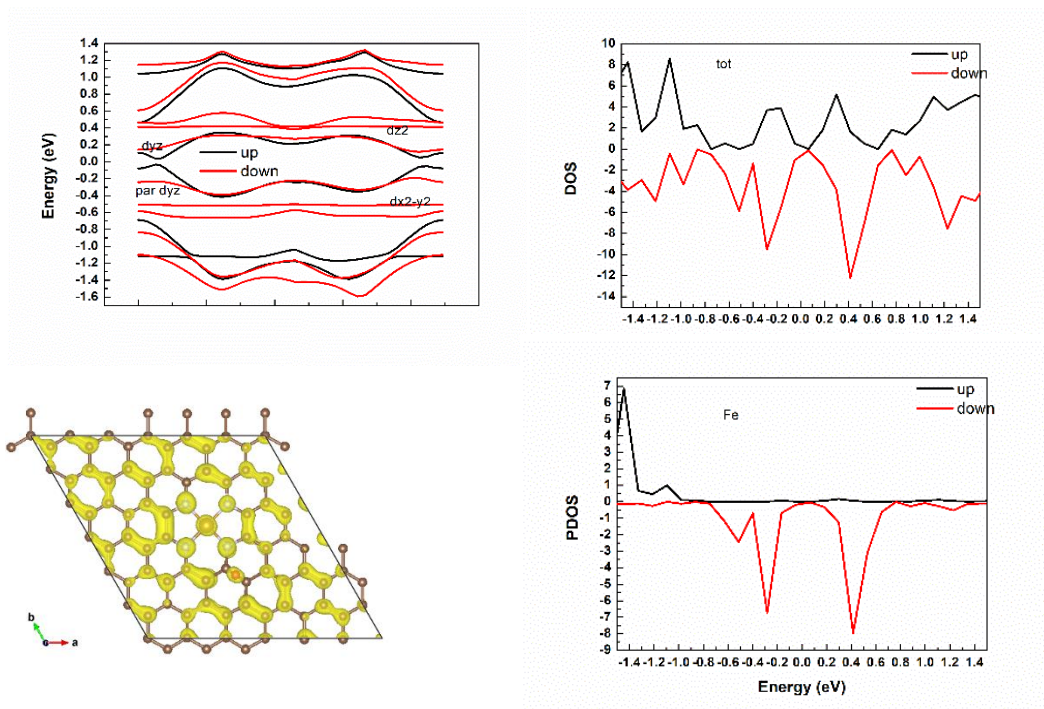 1.4
1.2
1.0
0.8
0.6
0.4
0.2
0.0
-0.2
-0.4
-0.6
-0.8
-1.0
-1.2
-1.4
-1.6
Energy (eV)
dz2
dyz
up
down
par dyz
dx2-y2
10
8
6
4
2
0
-2
-4
-6
-8
-10
-12
-14
DOS
tot
up
down
-1.4 -1.2 -1.0 -0.8 -0.6 -0.4 -0.2 0.0 0.2 0.4 0.6 0.8 1.0 1.2 1.4
b
c
a
7
6
5
4
3
2
1
0
-1
-2
-3
-4
-5
-6
-7
-8
-9
PDOS
Fe
up
down
-1.4 -1.2 -1.0 -0.8 -0.6 -0.4 -0.2 0.0 0.2 0.4 0.6 0.8 1.0 1.2 1.4
Energy (eV)